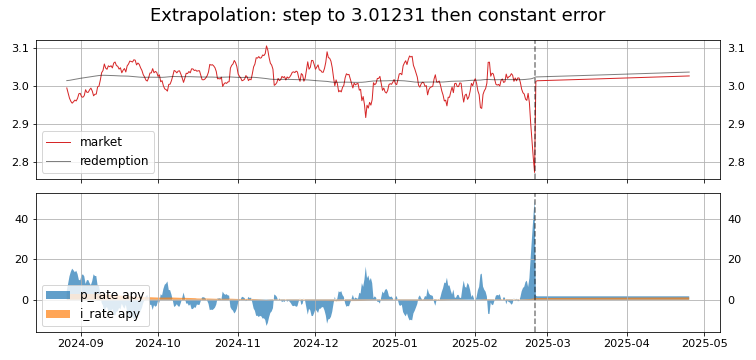 Extrapolation: step to 3.01231 then constant error
3.1 3.1
3.0 3.0
2.9 2.9
2.8 2.8
market
redemption
40 40
20 20
0 0
p_rate apy
i_rate apy
2024-09 2024-10 2024-11 2024-12 2025-01 2025-02 2025-03 2025-04 2025-05